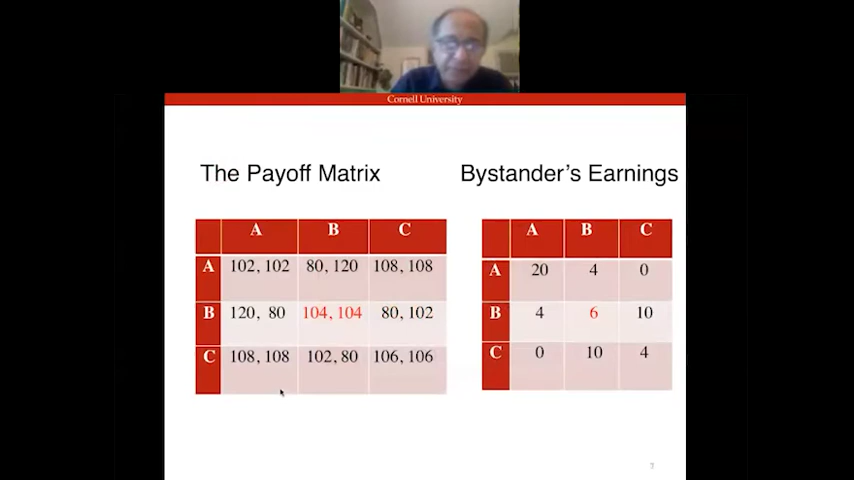 Cornell University
The Payoff Matrix
Bystander's Earnings
A B C
A 102, 102 80, 120 108, 108
B 120, 80 104, 104 80, 102
C 108, 108 102, 80 106, 106
A B C
A 20 4 0
B 4 6 10
C 0 10 4